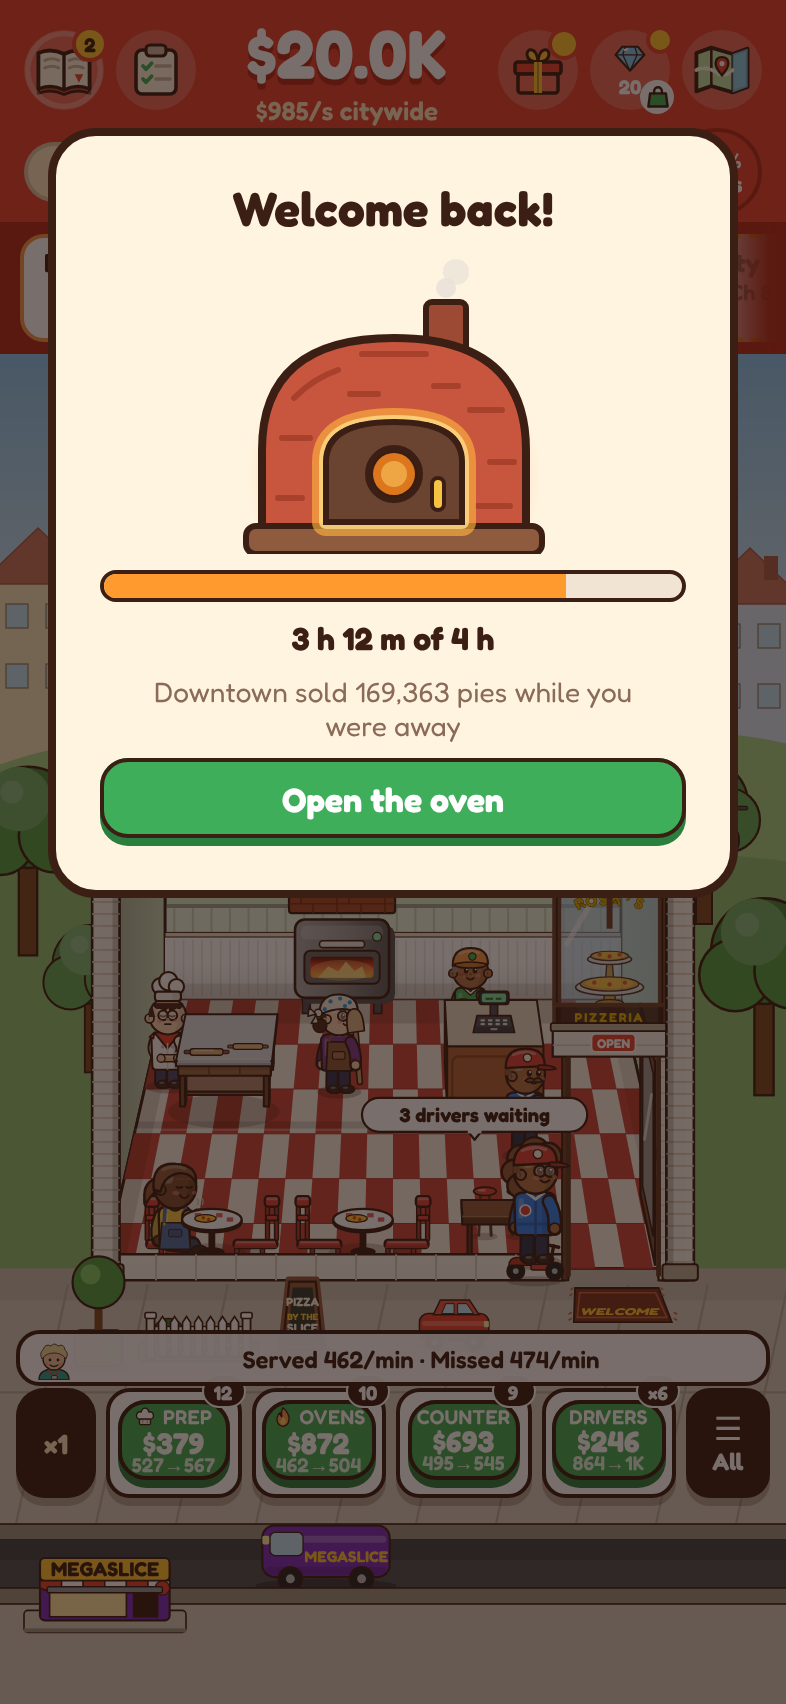 2
$20.0K
$985/s citywide
20
Welcome back!
3 h 12 m of 4 h
Downtown sold 169,363 pies while you
were away
Open the oven
ROSA'S
PIZZERIA
OPEN
3 drivers waiting
PIZZA
BY THE
SLICE
WELCOME
Served 462/min · Missed 474/min
x1
12
PREP
$379
527→567
10
OVENS
$872
462→504
9
COUNTER
$693
495→545
x6
DRIVERS
$246
864→1K
All
MEGASLICE
MEGASLICE